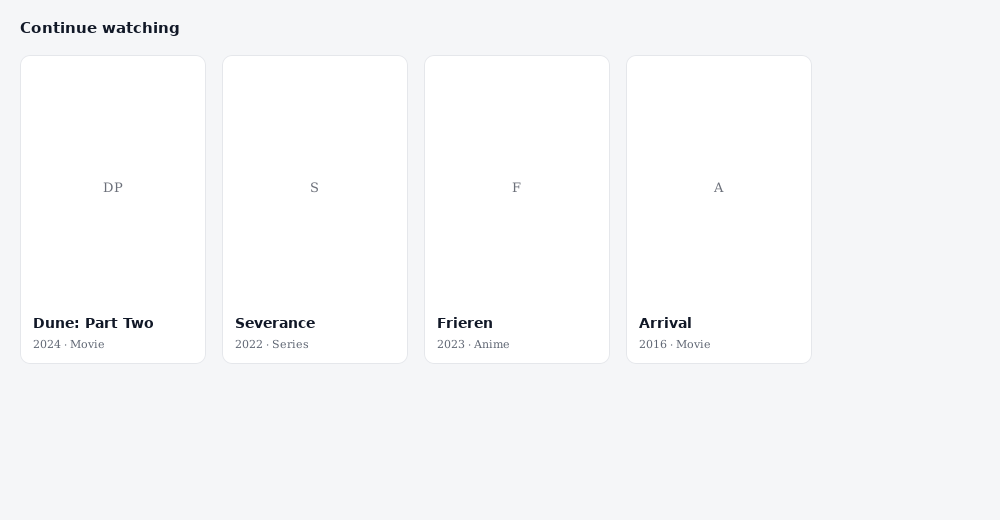 Continue watching
DP
S
F
A
Dune: Part Two
2024 · Movie
Severance
2022 · Series
Frieren
2023 · Anime
Arrival
2016 · Movie